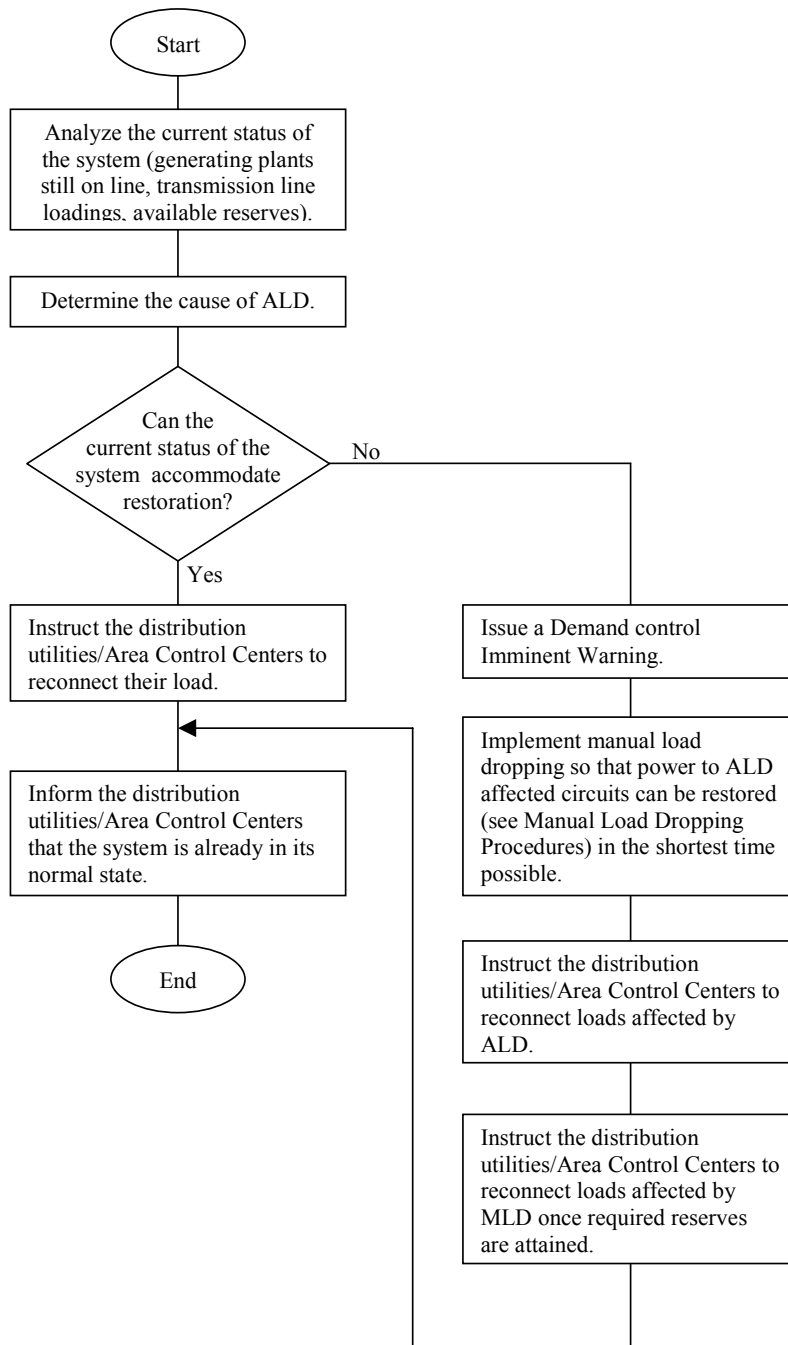 Start
Analyze the current status of
the system (generating plants
still on line, transmission line
loadings, available reserves).
Determine the cause of ALD.
Can the
current status of the
system accommodate
restoration?
No
Yes
Instruct the distribution
utilities/Area Control Centers to
reconnect their load.
Inform the distribution
utilities/Area Control Centers
that the system is already in its
normal state.
End
Issue a Demand control
Imminent Warning.
Implement manual load
dropping so that power to ALD
affected circuits can be restored
(see Manual Load Dropping
Procedures) in the shortest time
possible.
Instruct the distribution
utilities/Area Control Centers to
reconnect loads affected by
ALD.
Instruct the distribution
utilities/Area Control Centers to
reconnect loads affected by
MLD once required reserves
are attained.